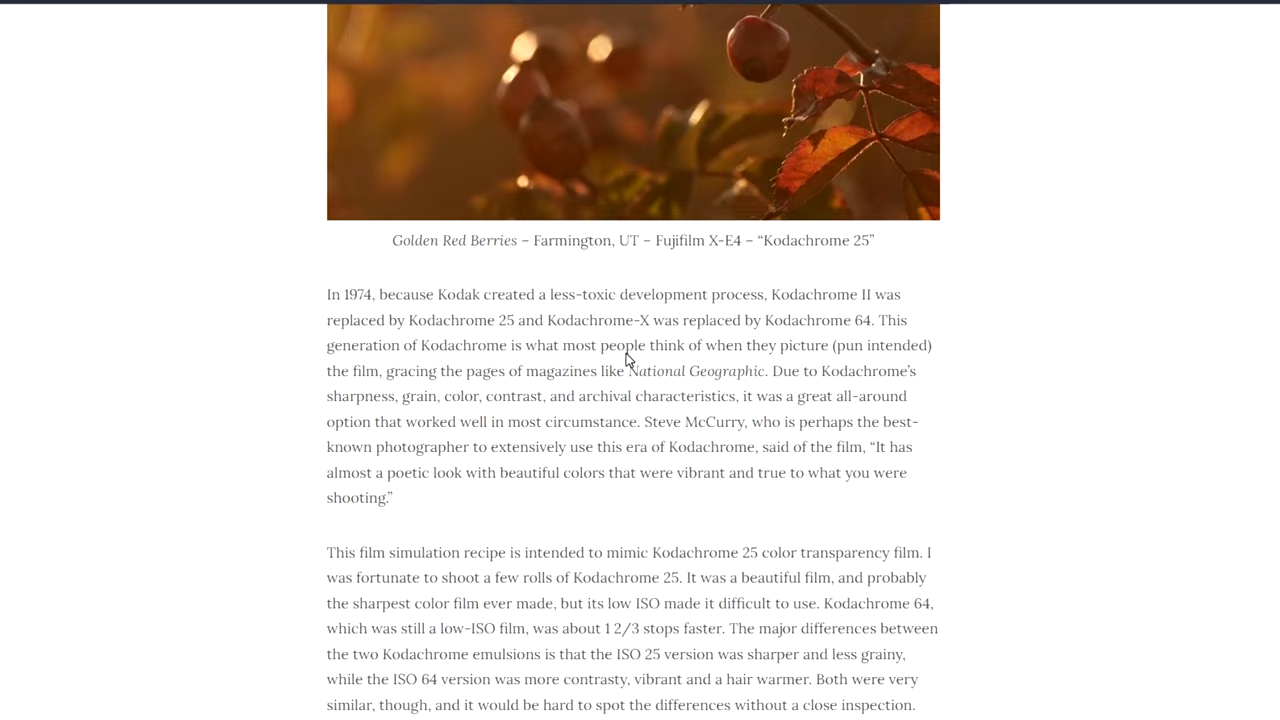 Golden Red Berries – Farmington, UT – Fujifilm X-E4 – “Kodachrome 25”
In 1974, because Kodak created a less-toxic development process, Kodachrome II was
replaced by Kodachrome 25 and Kodachrome-X was replaced by Kodachrome 64. This
generation of Kodachrome is what most people think of when they picture (pun intended)
the film, gracing the pages of magazines like National Geographic. Due to Kodachrome’s
sharpness, grain, color, contrast, and archival characteristics, it was a great all-around
option that worked well in most circumstance. Steve McCurry, who is perhaps the best-
known photographer to extensively use this era of Kodachrome, said of the film, “It has
almost a poetic look with beautiful colors that were vibrant and true to what you were
shooting.”
This film simulation recipe is intended to mimic Kodachrome 25 color transparency film. I
was fortunate to shoot a few rolls of Kodachrome 25. It was a beautiful film, and probably
the sharpest color film ever made, but its low ISO made it difficult to use. Kodachrome 64,
which was still a low-ISO film, was about 1 2/3 stops faster. The major differences between
the two Kodachrome emulsions is that the ISO 25 version was sharper and less grainy,
while the ISO 64 version was more contrasty, vibrant and a hair warmer. Both were very
similar, though, and it would be hard to spot the differences without a close inspection.